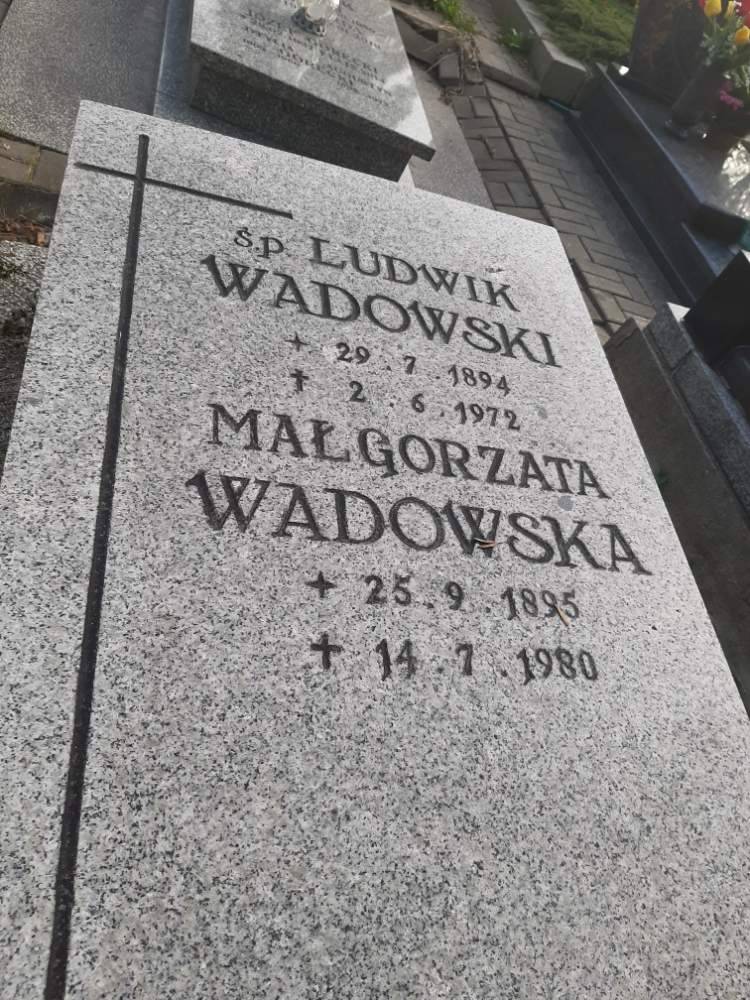 ś.p LUDWIK
WADOWSKI
+ 29.7.1894
† 2.6.1972
MAŁGORZATA
WADOWSKA
+ 25.9.1895
+ 14.7.1980